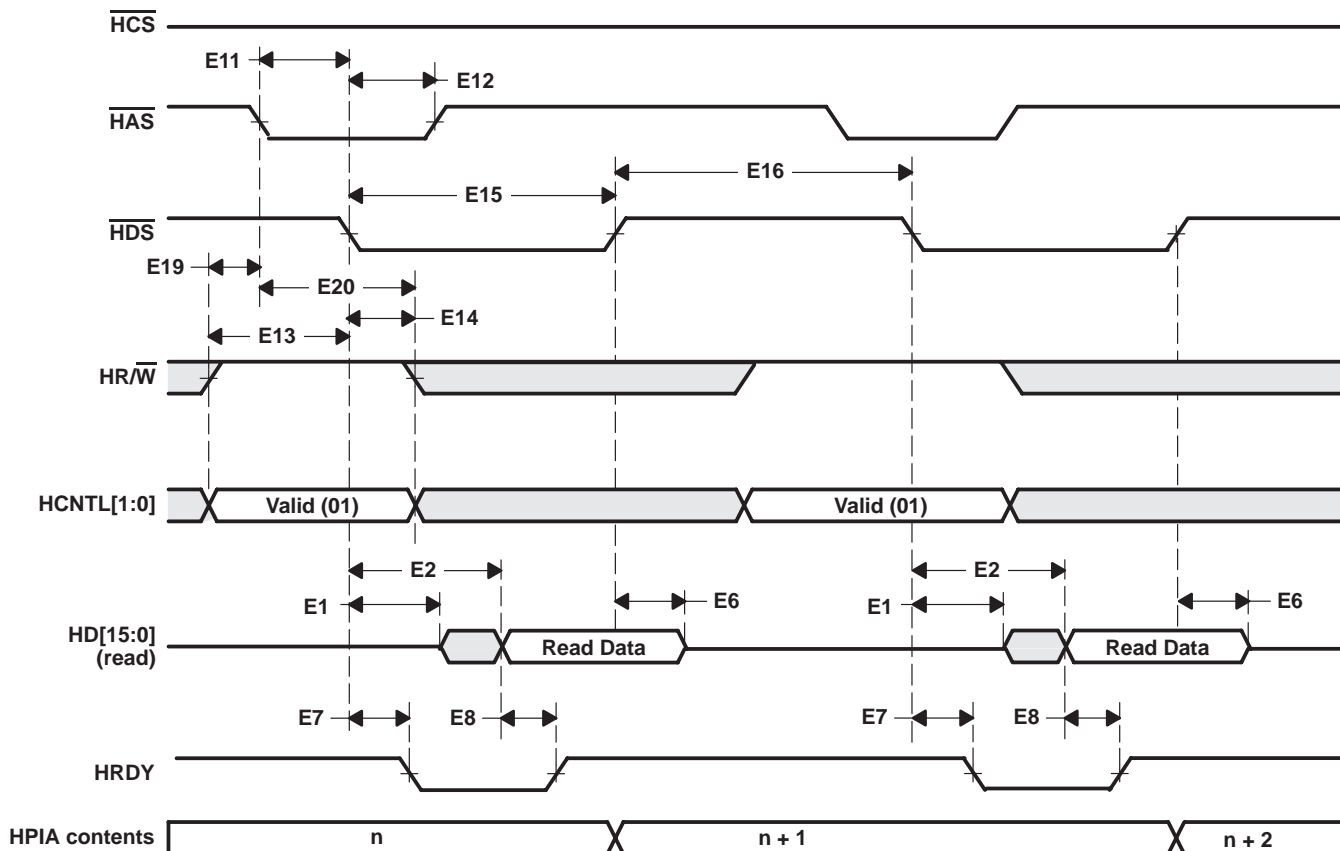 HCS
E11
E12
HAS
E16
E15
HDS
E19
E20
E14
E13
HR/W
HCNTL[1:0] Valid (01) Valid (01)
E2 E2
E1 E6 E1 E6
HD[15:0]
(read) Read Data Read Data
E7 E8 E7 E8
HRDY
HPIA contents n n + 1 n + 2